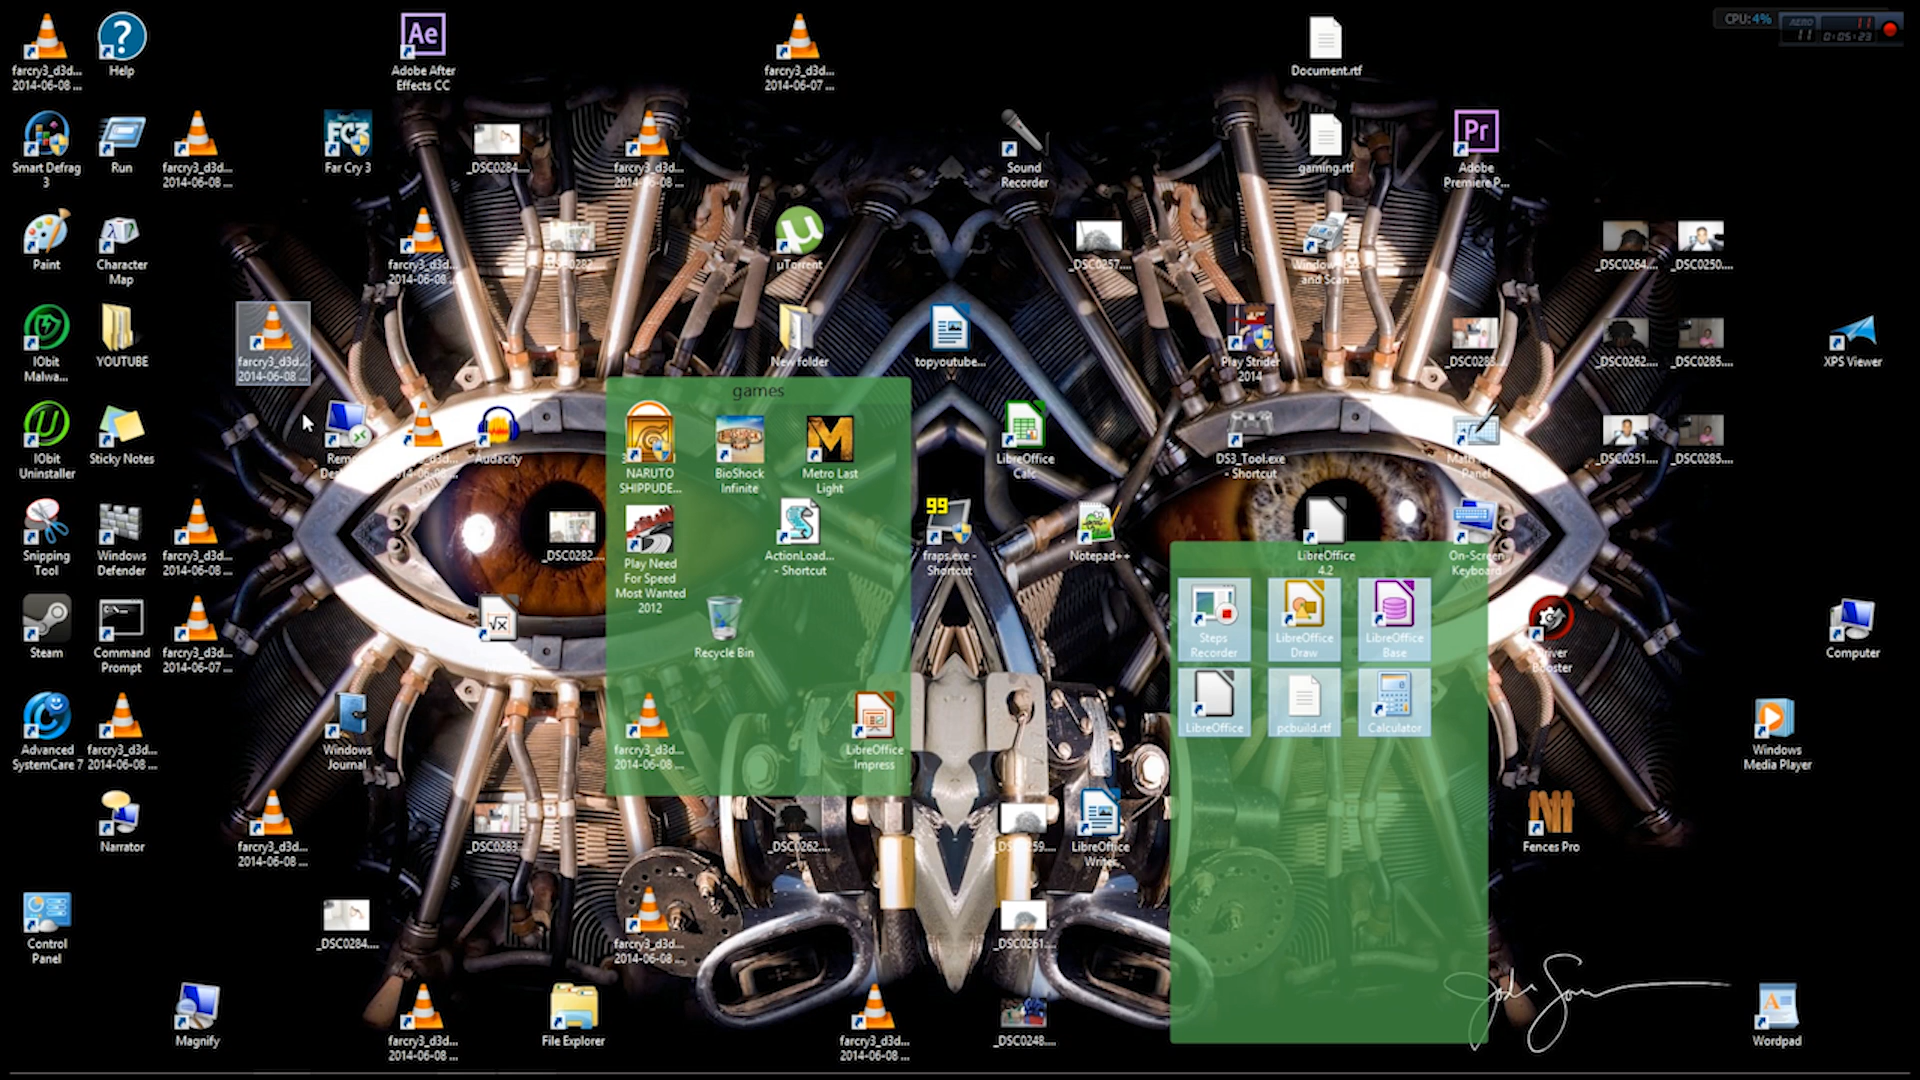 CPU: 4%
AERO
11
11
0:05:23
farcry3_d3d...
2014-06-08 ...
Help
Ae
Adobe After
Effects CC
farcry3_d3d...
2014-06-07 ...
Document.rtf
Smart Defrag
3
Run
farcry3_d3d...
2014-06-08 ...
FC3
Far Cry 3
_DSC0284....
farcry3_d3d...
2014-06-08 ...
Sound
Recorder
gaming.rtf
Pr
Adobe
Premiere P...
Paint
Character
Map
farcry3_d3d...
2014-06-08 ...
µTorrent
_DSC0257....
and Scan
_DSC0264....
_DSC0250....
IObit
Malwa...
YOUTUBE
farcry3_d3d...
2014-06-08 ...
New folder
topyoutube...
Play Strider
2014
_DSC0288....
_DSC0262....
_DSC0285....
XPS Viewer
games
IObit
Uninstaller
Sticky Notes
Audacity
NARUTO
SHIPPUDE...
BioShock
Infinite
M
Metro Last
Light
LibreOffice
Calc
DS3_Tool.exe
- Shortcut
Panel
_DSC0251....
_DSC0285....
Snipping
Tool
Windows
Defender
farcry3_d3d...
2014-06-08 ...
_DSC0282....
Play Need
For Speed
Most Wanted
2012
ActionLoad...
- Shortcut
99
fraps.exe -
Shortcut
Notepad++
LibreOffice
4.2
On-Screen
Keyboard
Steam
Command
Prompt
farcry3_d3d...
2014-06-07 ...
√x
Recycle Bin
Steps
Recorder
LibreOffice
Draw
LibreOffice
Base
Driver
Booster
Computer
Advanced
SystemCare 7
farcry3_d3d...
2014-06-08 ...
Windows
Journal
farcry3_d3d...
2014-06-08 ...
LibreOffice
Impress
LibreOffice
pcbuild.rtf
Calculator
Windows
Media Player
Narrator
farcry3_d3d...
2014-06-08 ...
_DSC0283....
_DSC0262....
LibreOffice
Writer
Fences Pro
Control
Panel
_DSC0284....
farcry3_d3d...
2014-06-08 ...
_DSC0261....
Magnify
farcry3_d3d...
2014-06-08 ...
File Explorer
farcry3_d3d...
2014-06-08 ...
_DSC0248....
Wordpad